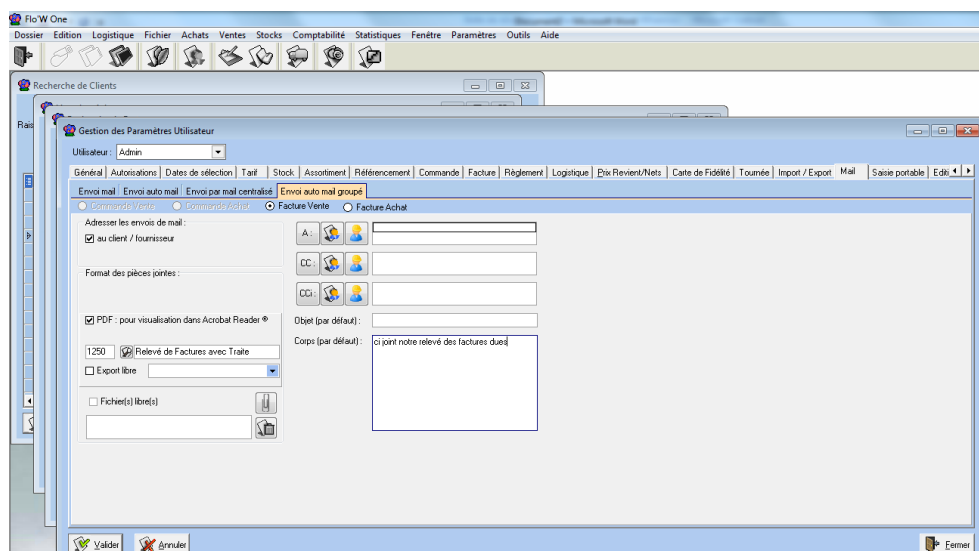 Flo'W One
Dossier Edition Logistique Fichier Achats Ventes Stocks Comptabilité Statistiques Fenêtre Paramètres Outils Aide
Recherche de Clients
Rais
Gestion des Paramètres Utilisateur
Utilisateur : Admin
Général Autorisations Dates de sélection Tarif Stock Assortiment Référencement Commande Facture Règlement Logistique Prix Revient/Nets Carte de Fidélité Tournée Import / Export Mail Saisie portable Editi
Envoi mail Envoi auto mail Envoi par mail centralisé Envoi auto mail groupé
Commande Vente Commande Achat Facture Vente Facture Achat
Adresser les envois de mail :
au client / fournisseur
A :
CC :
Format des pièces jointes :
CCi :
PDF : pour visualisation dans Acrobat Reader ®
Objet (par défaut) :
Corps (par défaut) : ci joint notre relevé des factures dues
1250 Relevé de Factures avec Traite
Export libre
Fichier(s) libre(s)
Valider Annuler Fermer